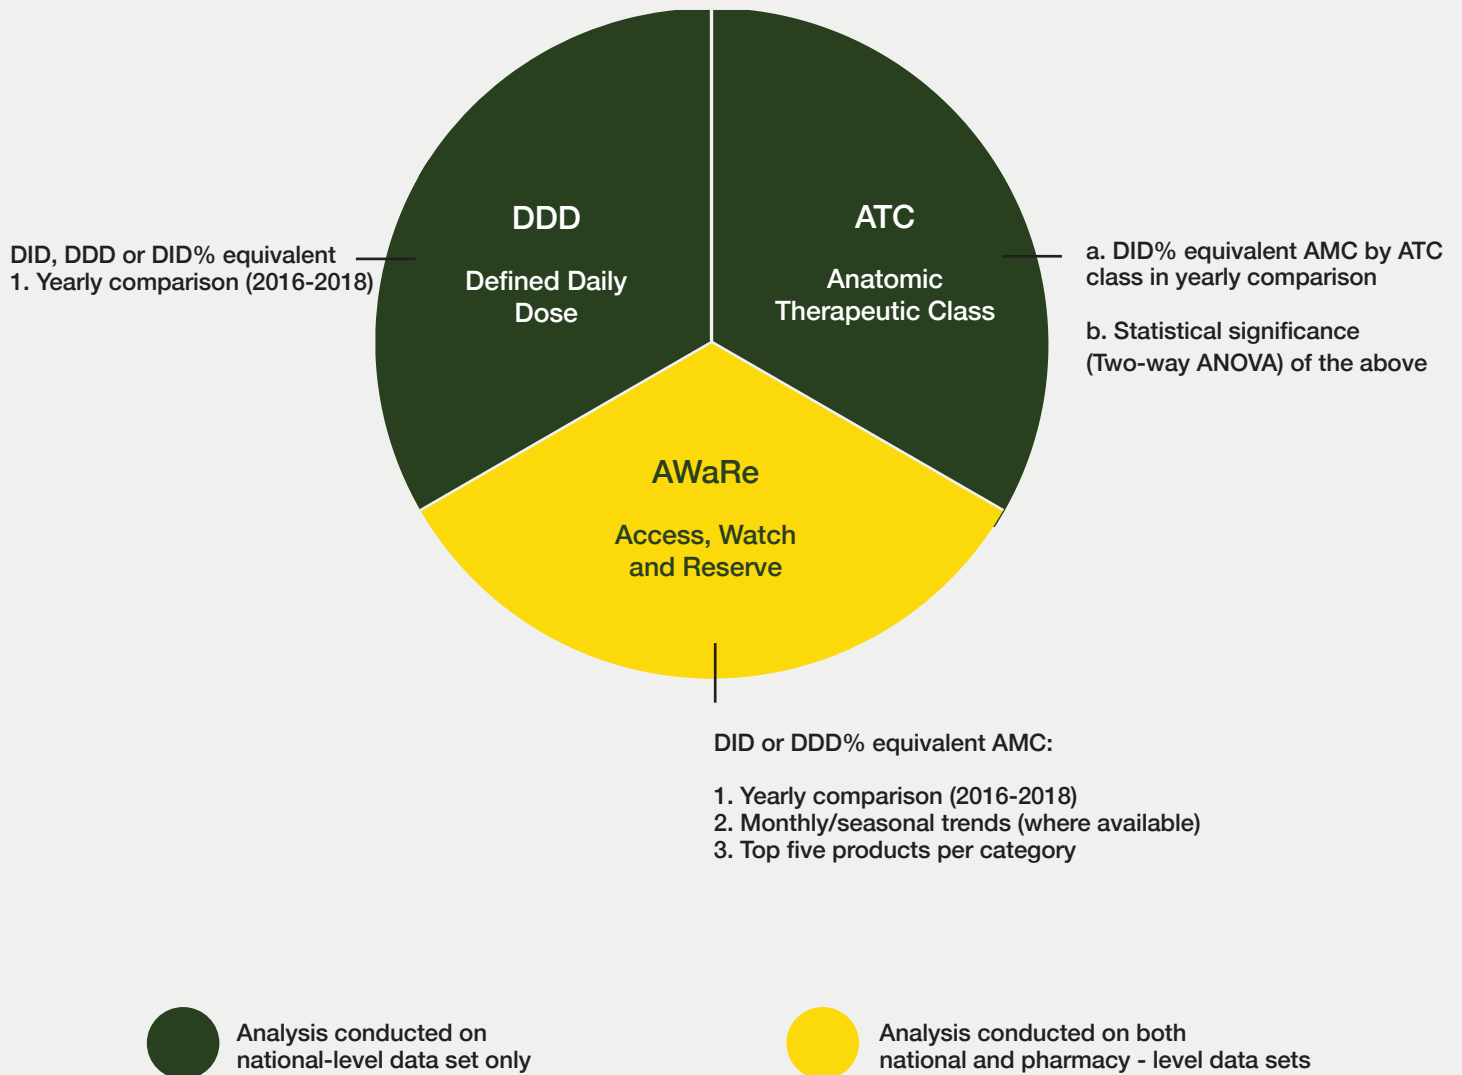 DDD
Defined Daily
Dose
ATC
Anatomic
Therapeutic Class
DID, DDD or DID% equivalent
1. Yearly comparison (2016-2018)
a. DID% equivalent AMC by ATC
class in yearly comparison
b. Statistical significance
(Two-way ANOVA) of the above
AWaRe
Access, Watch
and Reserve
DID or DDD% equivalent AMC:
1. Yearly comparison (2016-2018)
2. Monthly/seasonal trends (where available)
3. Top five products per category
Analysis conducted on
national-level data set only
Analysis conducted on both
national and pharmacy - level data sets